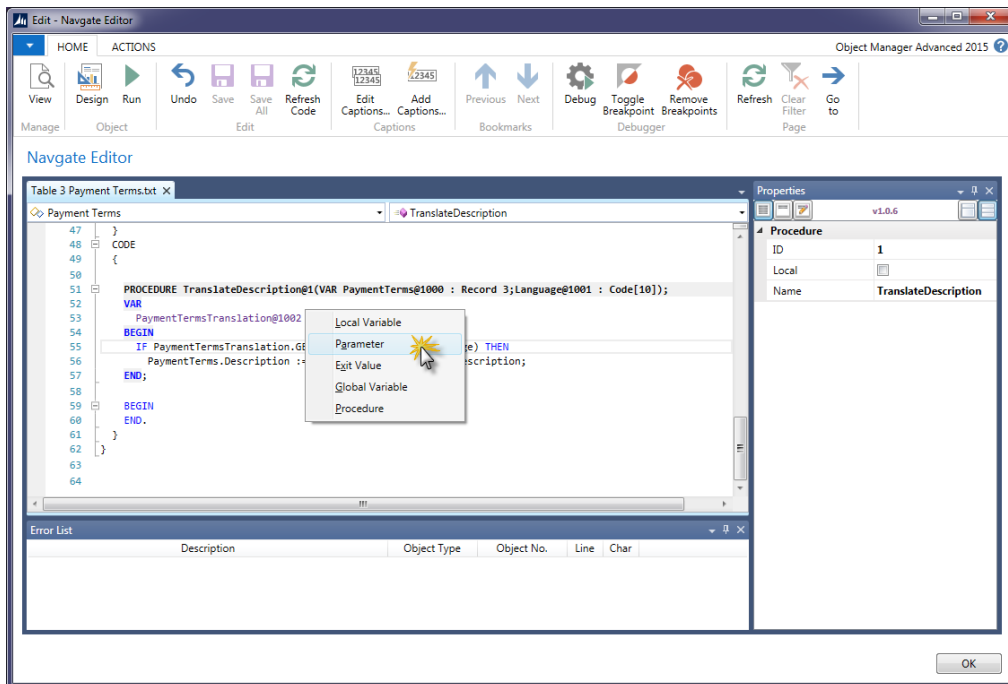 Edit - Navgate Editor
HOME ACTIONS
Object Manager Advanced 2015
View Design Run Undo Save Save All Refresh Code Edit Captions... Add Captions... Previous Next Debug Toggle Breakpoint Remove Breakpoints Refresh Clear Filter Go to
Manage Object Edit Captions Bookmarks Debugger Page
Navgate Editor
Table 3 Payment Terms.txt
Payment Terms TranslateDescription
47 }
48 CODE
49 {
50
51 PROCEDURE TranslateDescription@1(VAR PaymentTerms@1000 : Record 3;Language@1001 : Code[10]);
52 VAR
53 PaymentTermsTranslation@1002
54 BEGIN
55 IF PaymentTermsTranslation.GE e) THEN
56 PaymentTerms.Description := scription;
57 END;
58
59 BEGIN
60 END.
61 }
62 }
63
64
Local Variable
Parameter
Exit Value
Global Variable
Procedure
Properties
v1.0.6
Procedure
ID 1
Local
Name TranslateDescription
Error List
Description Object Type Object No. Line Char
OK